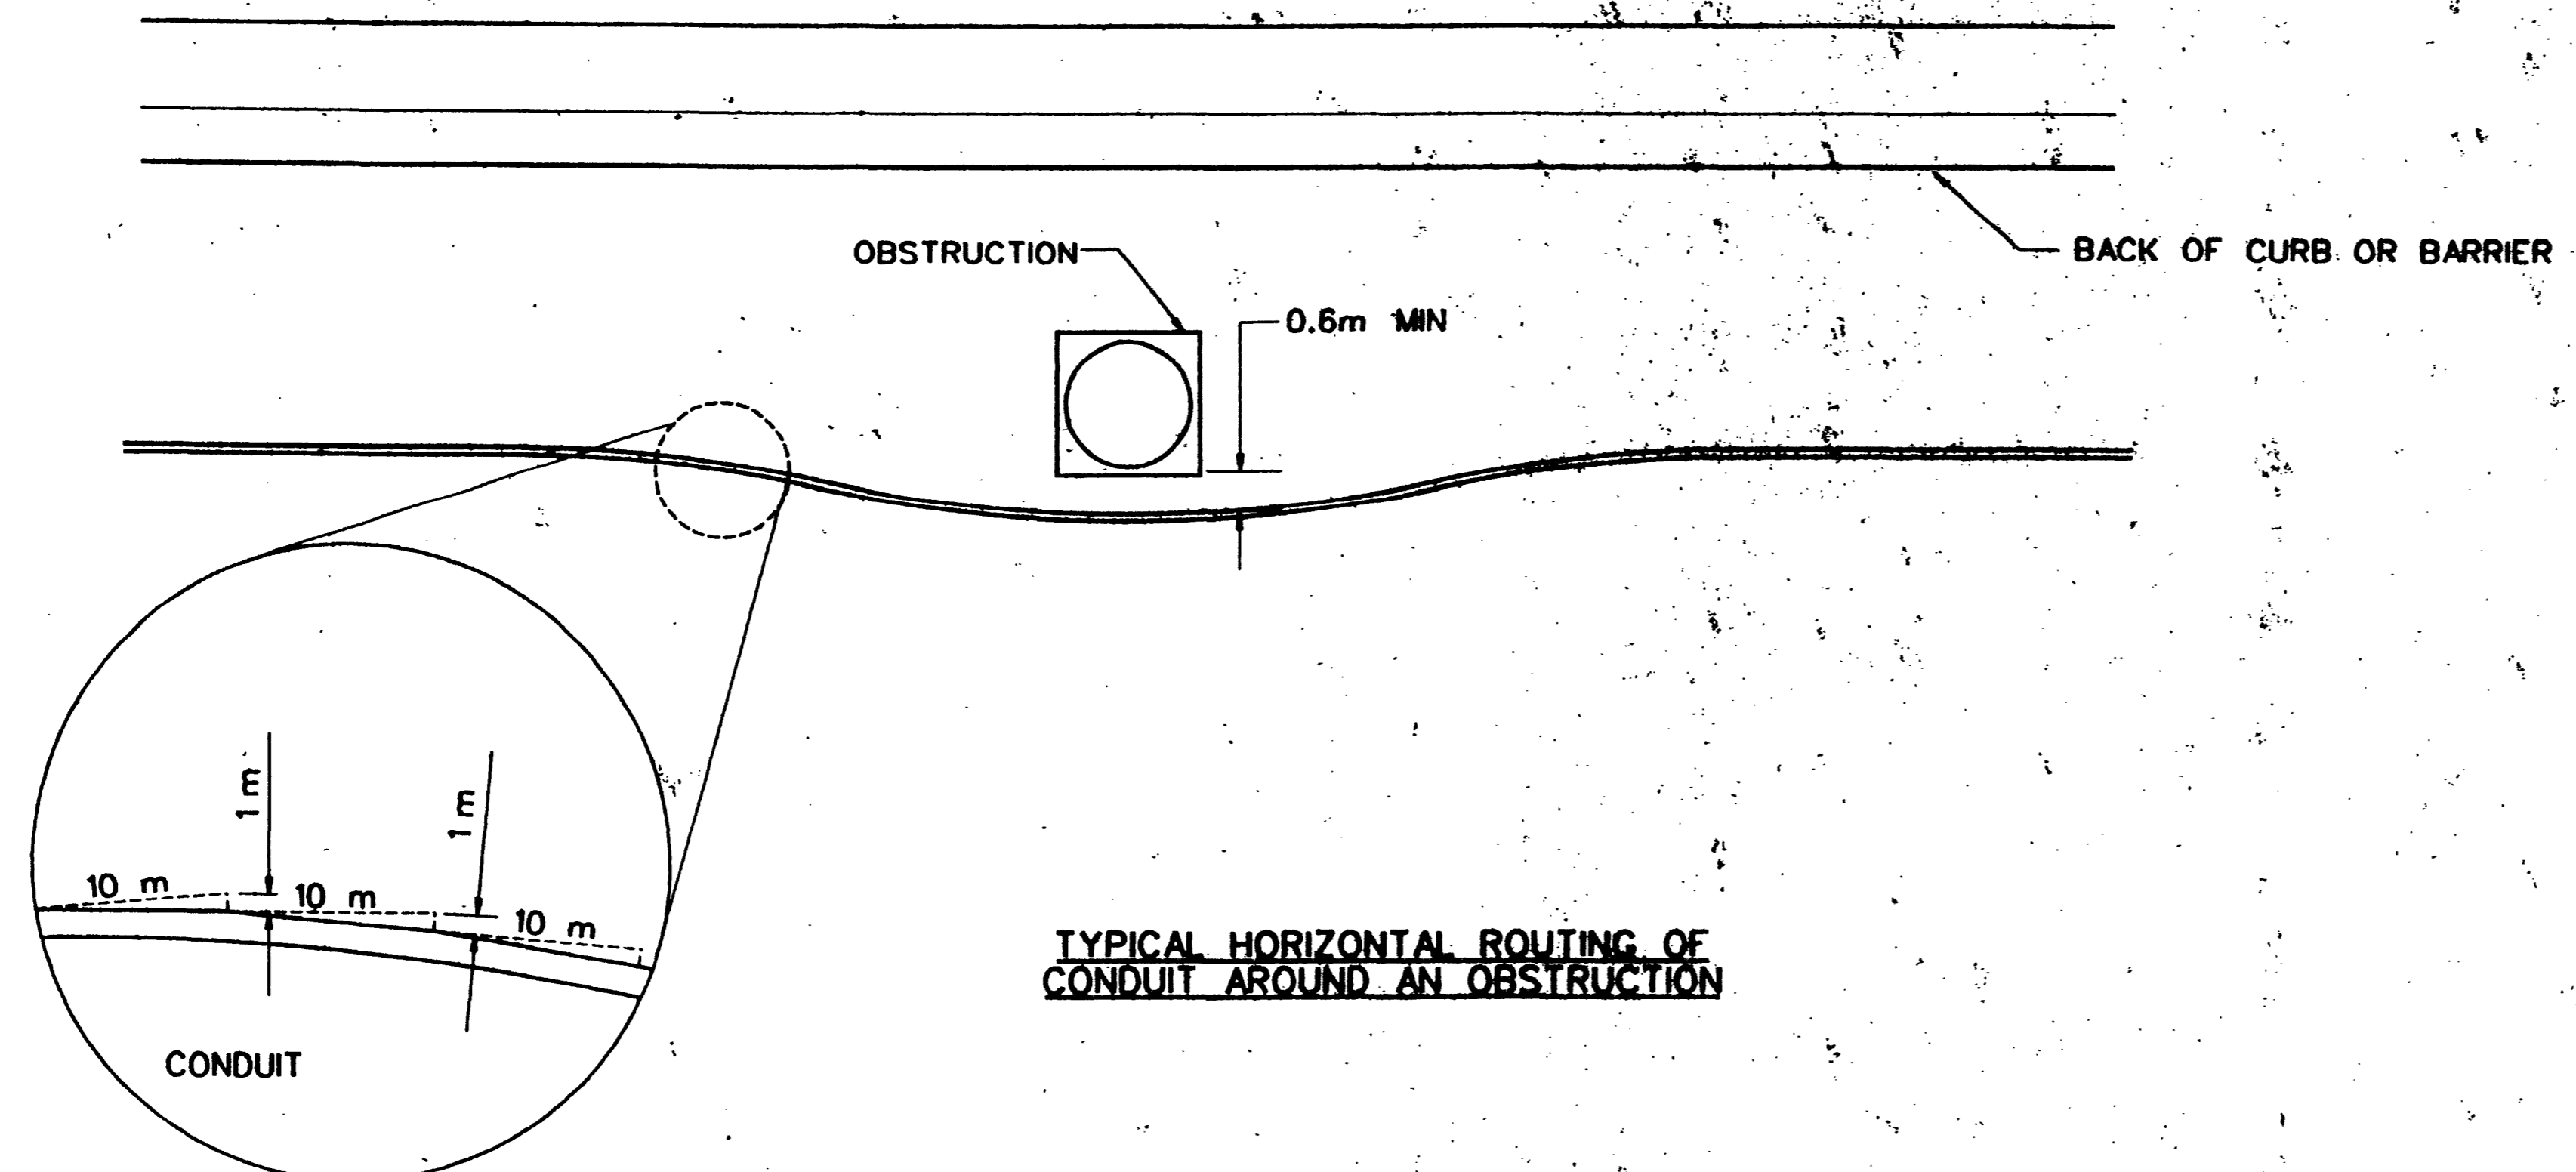 OBSTRUCTION
BACK OF CURB OR BARRIER
0.6m MIN
1 m
1 m
10 m
10 m
10 m
TYPICAL HORIZONTAL ROUTING OF
CONDUIT AROUND AN OBSTRUCTION
CONDUIT